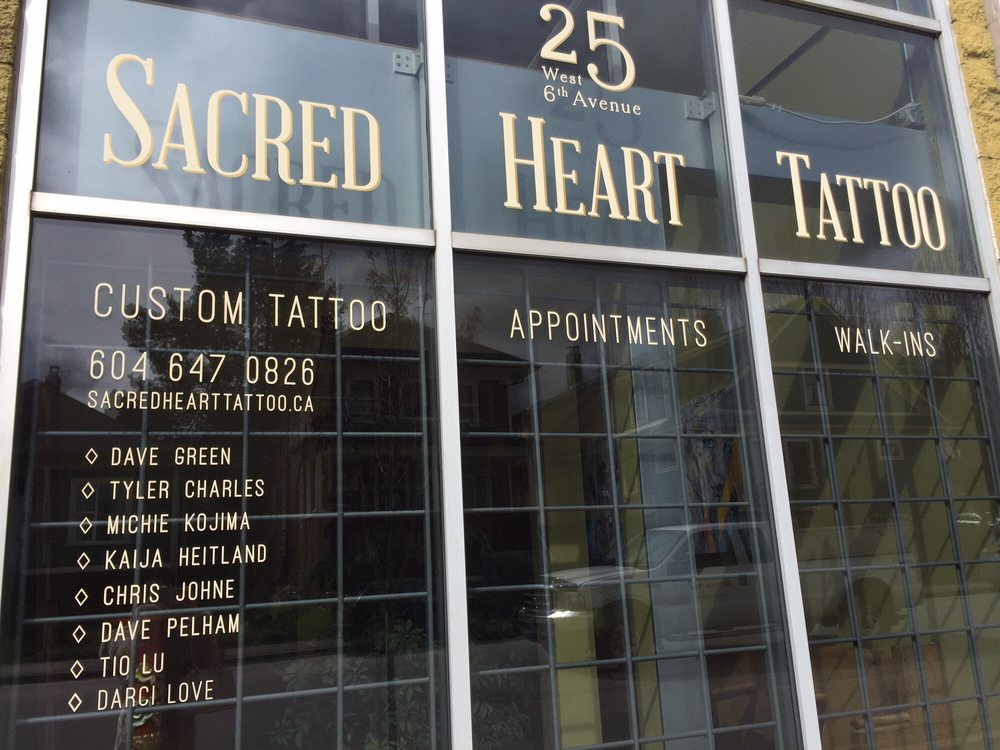 25
West
6th Avenue
SACRED HEART TATTOO
CUSTOM TATTOO
604 647 0826
SACREDHEARTTATTOO.CA
◇ DAVE GREEN
◇ TYLER CHARLES
◇ MICHIE KOJIMA
◇ KAIJA HEITLAND
◇ CHRIS JOHNE
◇ DAVE PELHAM
◇ TIO LU
◇ DARCI LOVE
APPOINTMENTS
WALK-INS